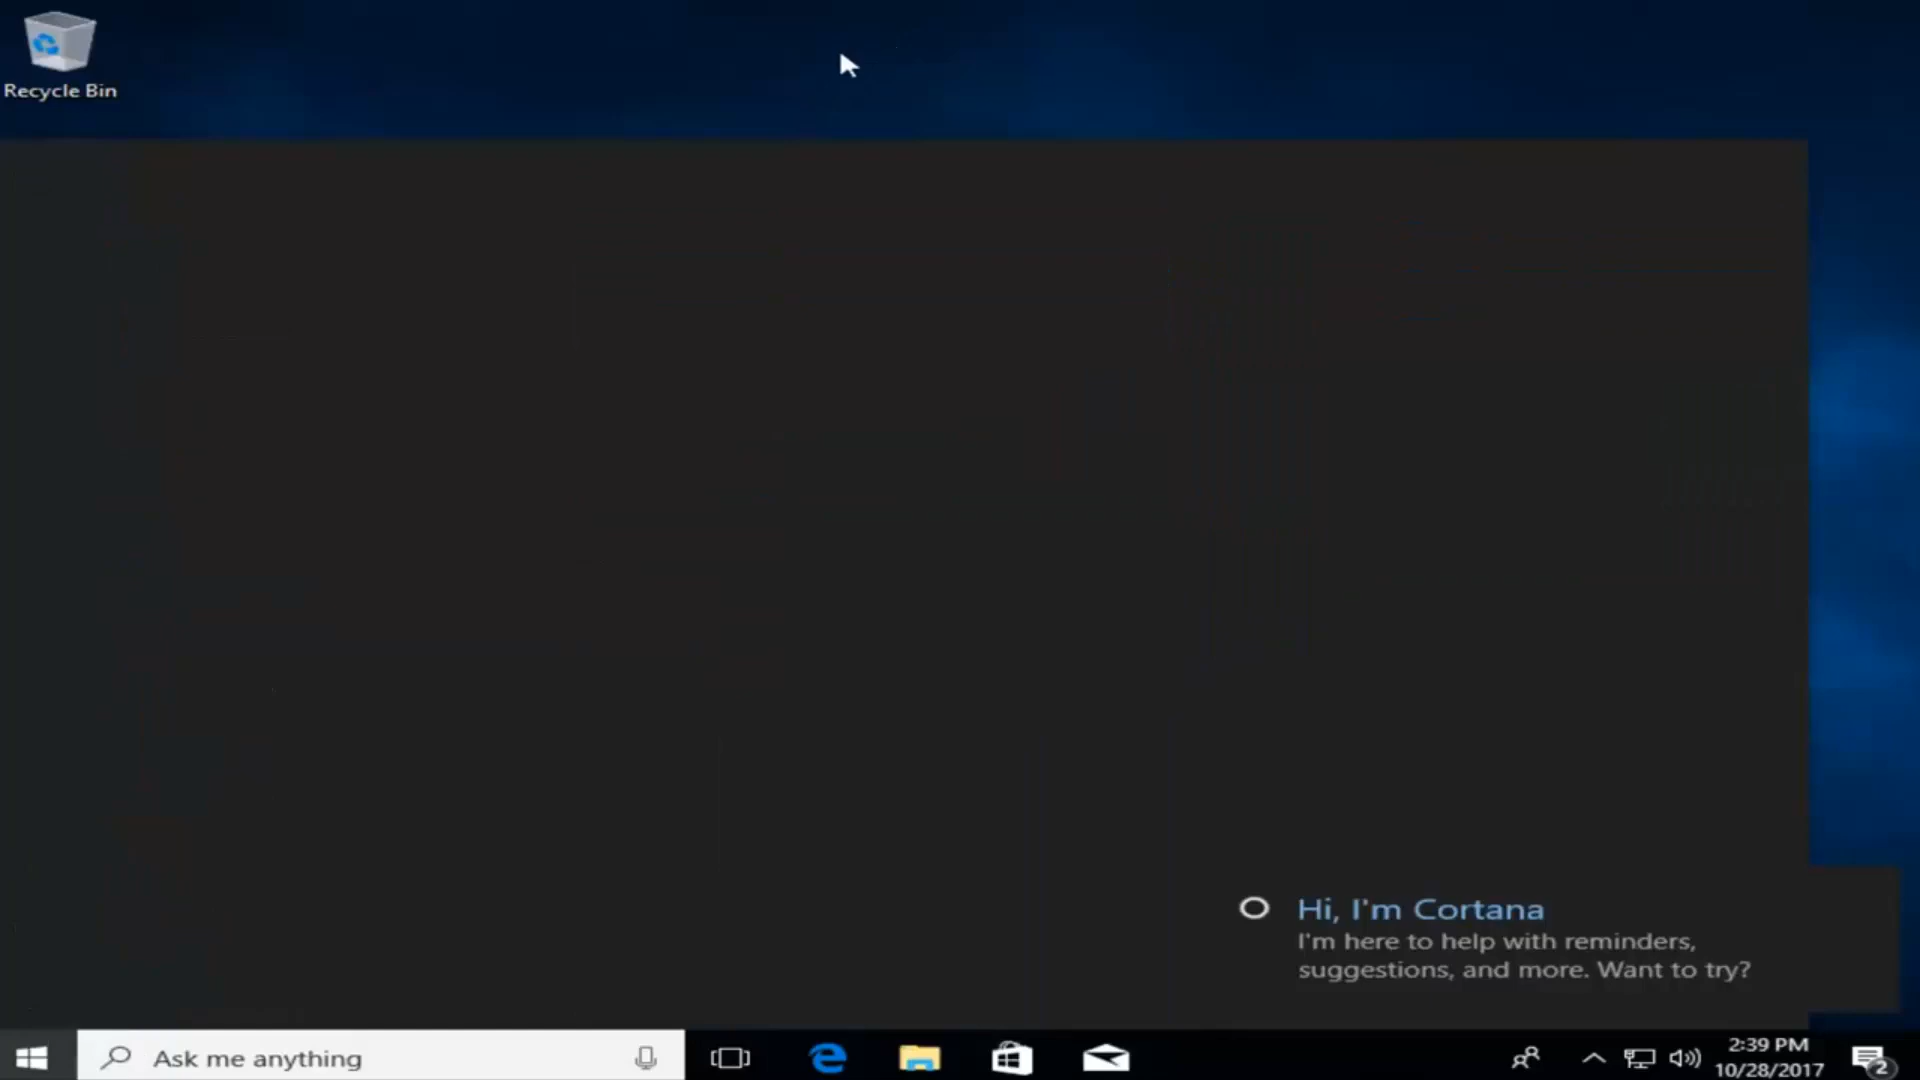 Recycle Bin
Hi, I'm Cortana
I'm here to help with reminders,
suggestions, and more. Want to try?
Ask me anything
2:39 PM
10/28/2017
2